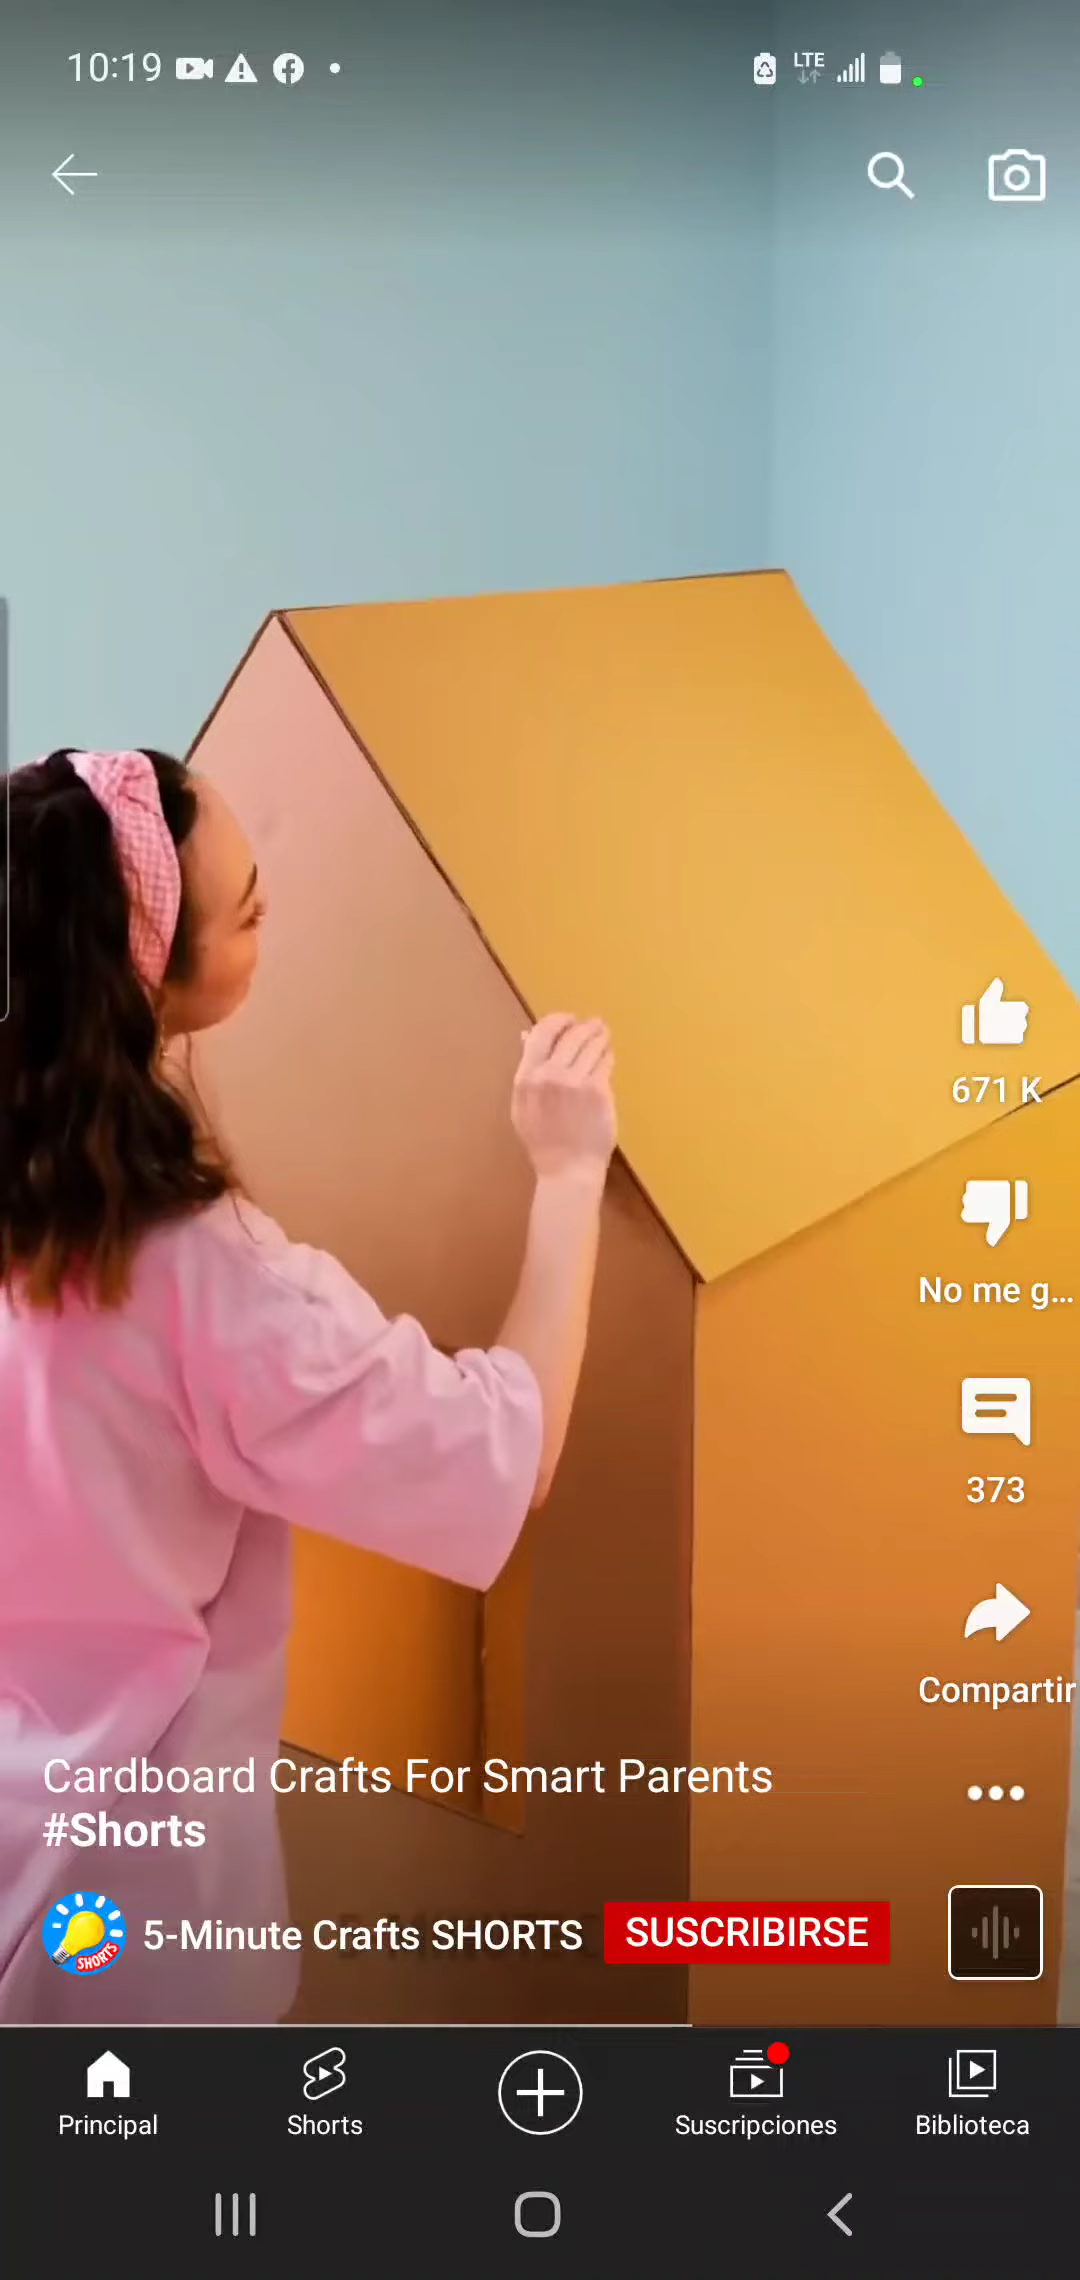 10:19
LTE
671 K
No me g...
373
Compartir
Cardboard Crafts For Smart Parents
#Shorts
SHORTS
5-Minute Crafts SHORTS
SUSCRIBIRSE
Principal
Shorts
Suscripciones
Biblioteca